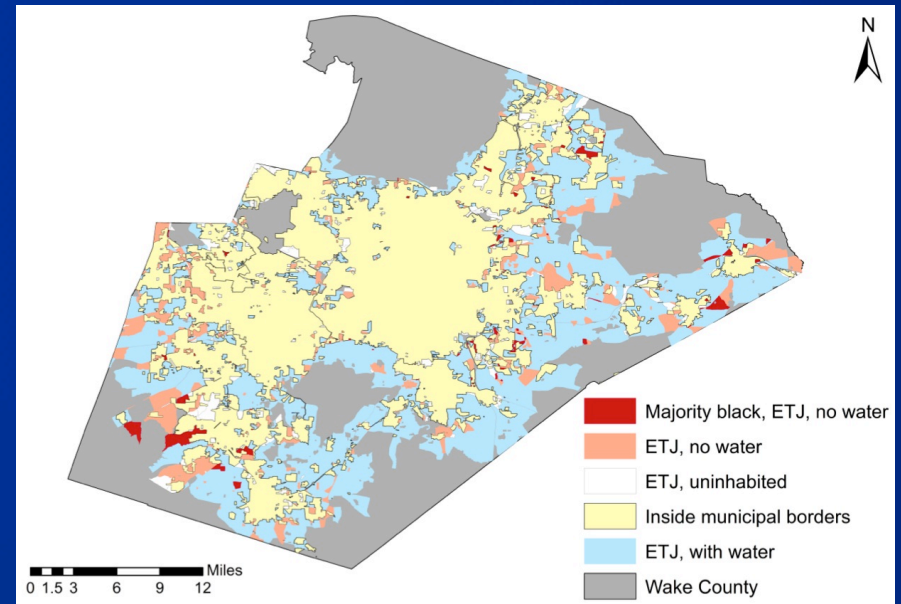 N
Majority black, ETJ, no water
ETJ, no water
ETJ, uninhabited
Inside municipal borders
ETJ, with water
Wake County
Miles
0 1.5 3 6 9 12